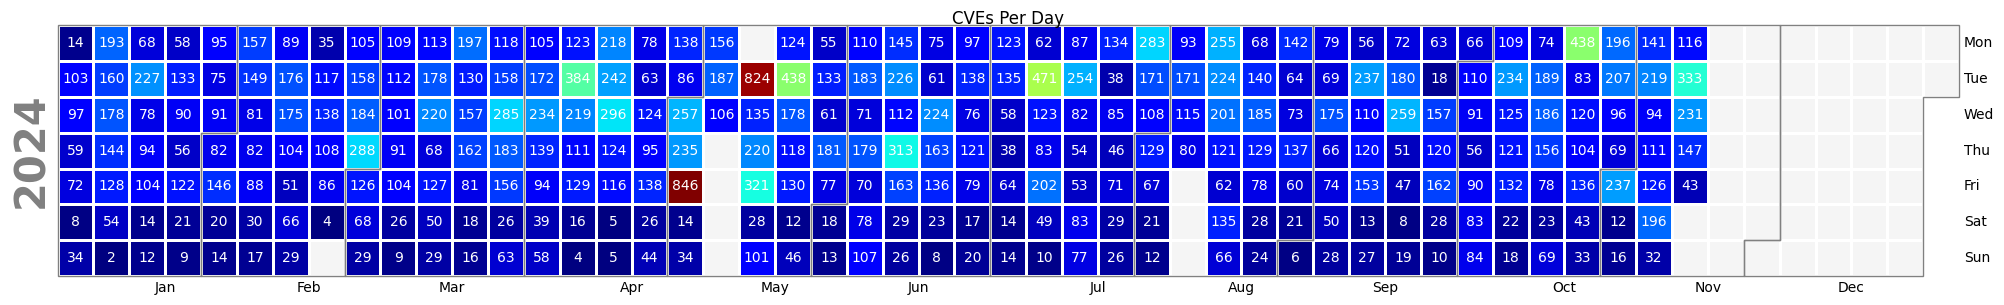 CVEs Per Day
14 193 68 58 95 157 89 35 105 109 113 197 118 105 123 218 78 138 156 124 55 110 145 75 97 123 62 87 134 283 93 255 68 142 79 56 72 63 66 109 74 438 196 141 116 Mon
103 160 227 133 75 149 176 117 158 112 178 130 158 172 384 242 63 86 187 824 438 133 183 226 61 138 135 471 254 38 171 171 224 140 64 69 237 180 18 110 234 189 83 207 219 333 Tue
97 178 78 90 91 81 175 138 184 101 220 157 285 234 219 296 124 257 106 135 178 61 71 112 224 76 58 123 82 85 108 115 201 185 73 175 110 259 157 91 125 186 120 96 94 231 Wed
59 144 94 56 82 82 104 108 288 91 68 162 183 139 111 124 95 235 220 118 181 179 313 163 121 38 83 54 46 129 80 121 129 137 66 120 51 120 56 121 156 104 69 111 147 Thu
72 128 104 122 146 88 51 86 126 104 127 81 156 94 129 116 138 846 321 130 77 70 163 136 79 64 202 53 71 67 62 78 60 74 153 47 162 90 132 78 136 237 126 43 Fri
8 54 14 21 20 30 66 4 68 26 50 18 26 39 16 5 26 14 28 12 18 78 29 23 17 14 49 83 29 21 135 28 21 50 13 8 28 83 22 23 43 12 196 Sat
34 2 12 9 14 17 29 29 9 29 16 63 58 4 5 44 34 101 46 13 107 26 8 20 14 10 77 26 12 66 24 6 28 27 19 10 84 18 69 33 16 32 Sun
2024
Jan Feb Mar Apr May Jun Jul Aug Sep Oct Nov Dec